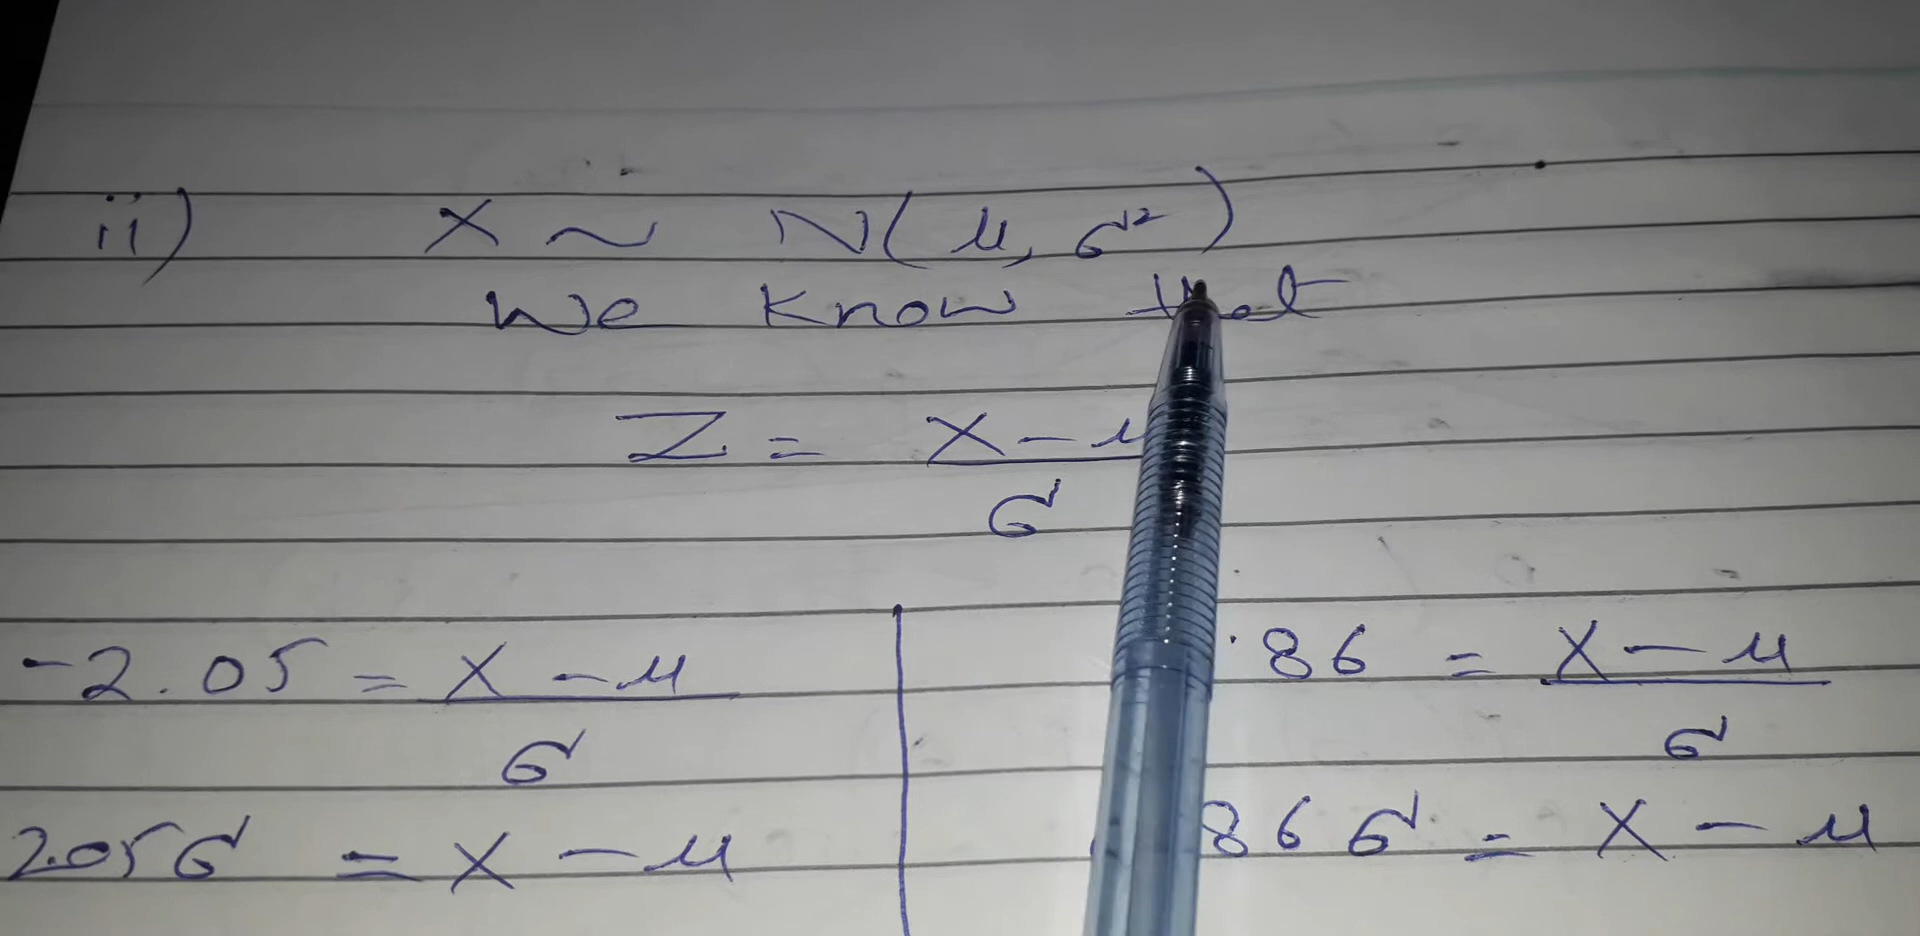 ii) X ~ N(μ, σ²)
We know that
Z = X - μ
σ
-2.05 = X - μ
σ
2.05σ = X - μ
.86 = X - μ
σ
86σ = X - μ